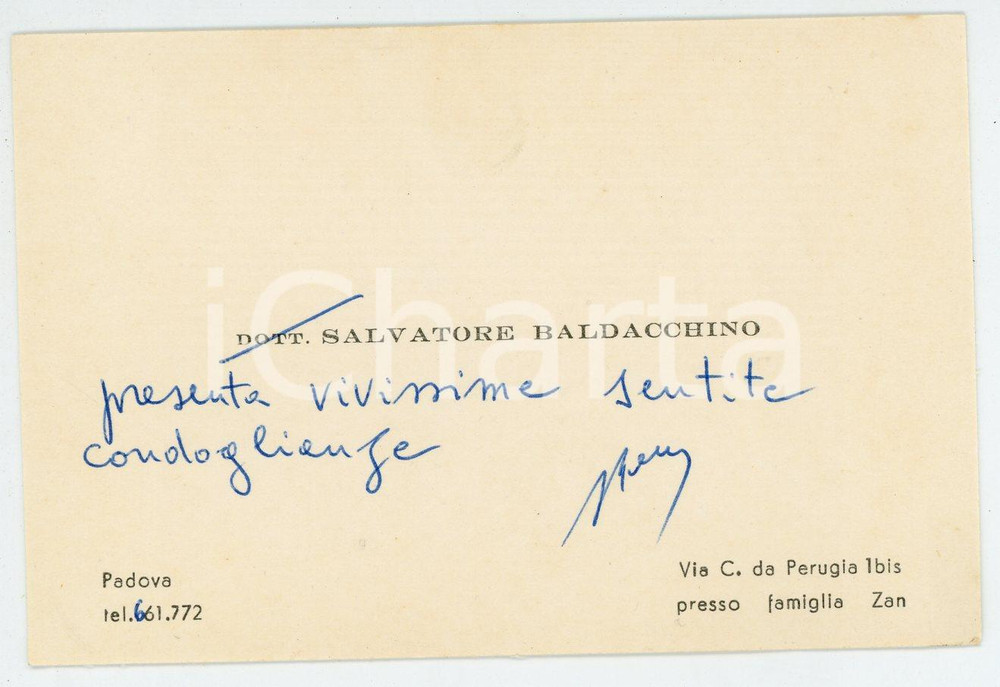 iCharta
DOTT. SALVATORE BALDACCHINO
presenta vivissime sentite
condoglianze
Padova
tel.661.772
Via C. da Perugia 1bis
presso famiglia Zan